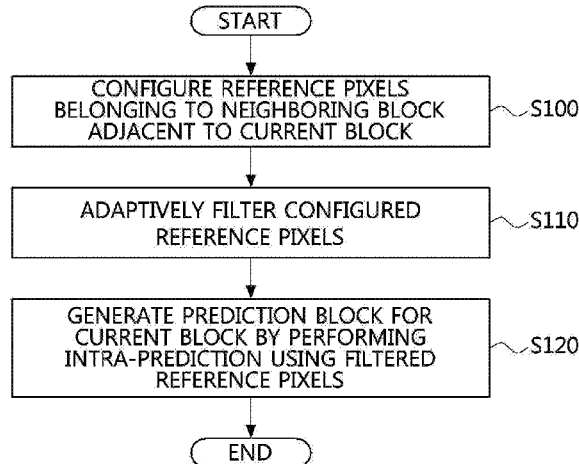 START
CONFIGURE REFERENCE PIXELS
BELONGING TO NEIGHBORING BLOCK
ADJACENT TO CURRENT BLOCK
S100
ADAPTIVELY FILTER CONFIGURED
REFERENCE PIXELS
S110
GENERATE PREDICTION BLOCK FOR
CURRENT BLOCK BY PERFORMING
INTRA-PREDICTION USING FILTERED
REFERENCE PIXELS
S120
END